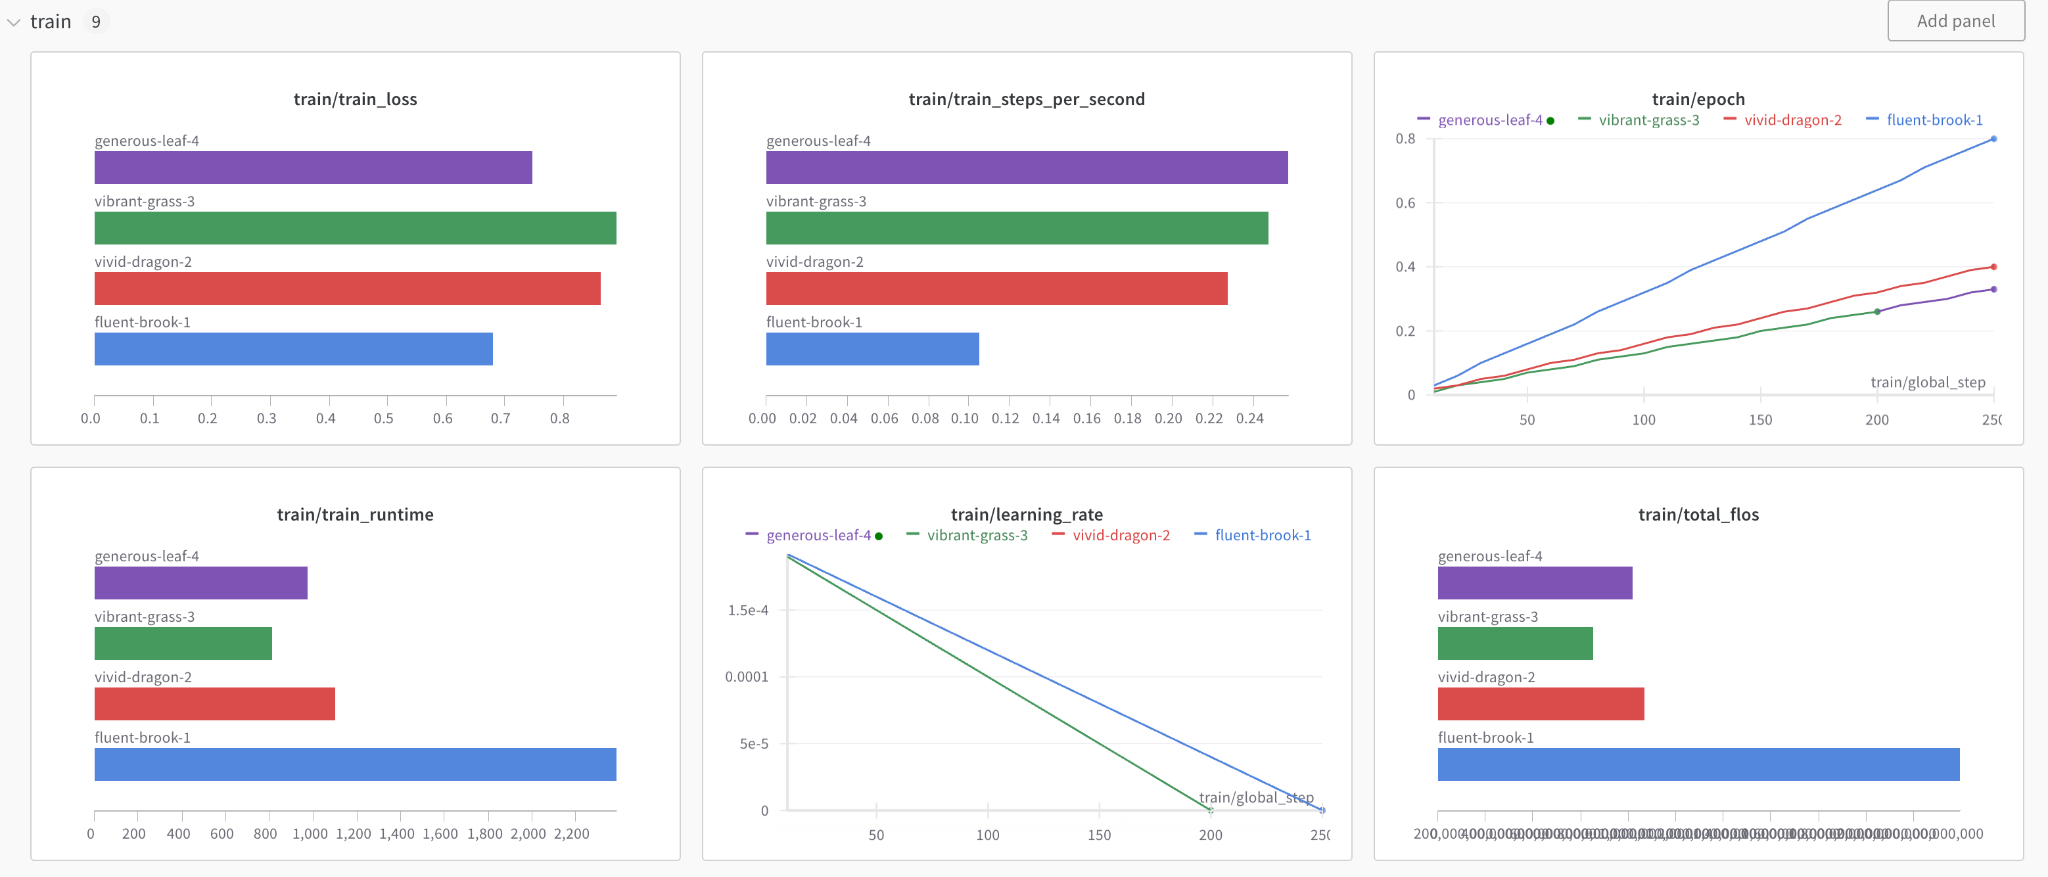 train 9
Add panel
train/train_loss
generous-leaf-4
vibrant-grass-3
vivid-dragon-2
fluent-brook-1
0.0 0.1 0.2 0.3 0.4 0.5 0.6 0.7 0.8
train/train_steps_per_second
generous-leaf-4
vibrant-grass-3
vivid-dragon-2
fluent-brook-1
0.00 0.02 0.04 0.06 0.08 0.10 0.12 0.14 0.16 0.18 0.20 0.22 0.24
train/epoch
generous-leaf-4 vibrant-grass-3 vivid-dragon-2 fluent-brook-1
0.8
0.6
0.4
0.2
0
train/global_step
50 100 150 200 250
train/train_runtime
generous-leaf-4
vibrant-grass-3
vivid-dragon-2
fluent-brook-1
0 200 400 600 800 1,000 1,200 1,400 1,600 1,800 2,000 2,200
train/learning_rate
generous-leaf-4 vibrant-grass-3 vivid-dragon-2 fluent-brook-1
1.5e-4
0.0001
5e-5
0
train/global_step
50 100 150 200 250
train/total_flos
generous-leaf-4
vibrant-grass-3
vivid-dragon-2
fluent-brook-1